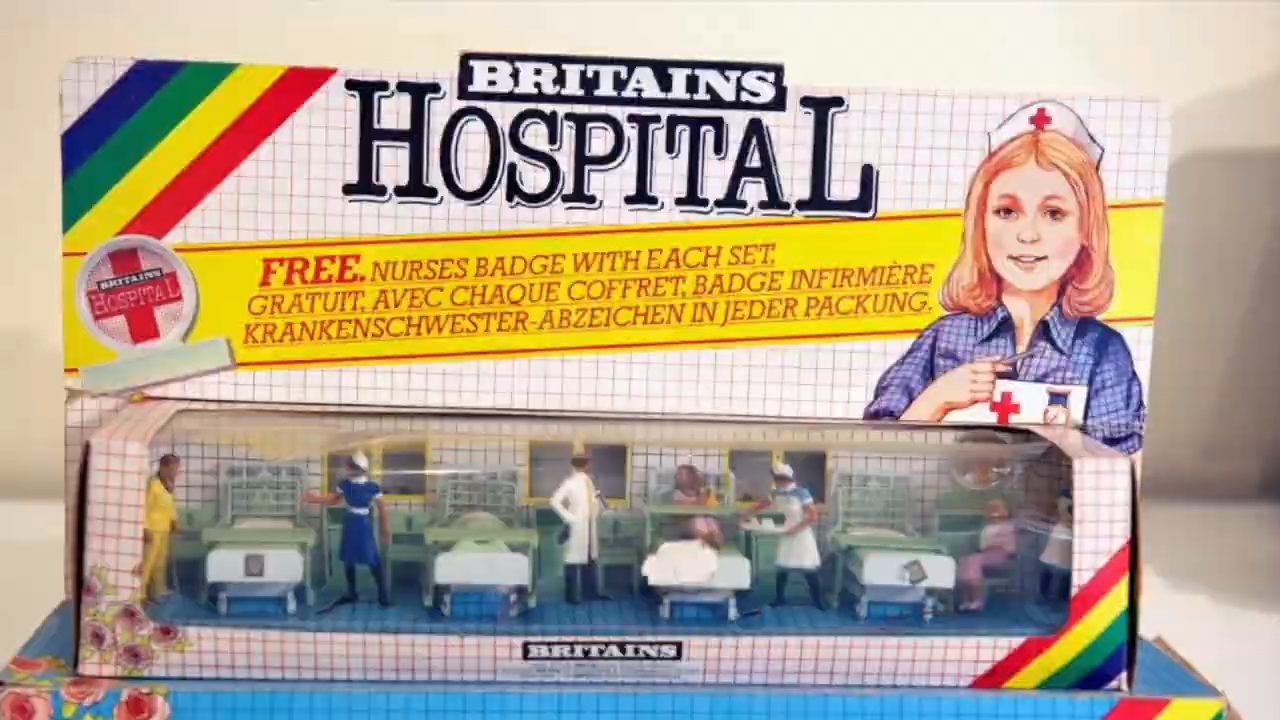 BRITAINS
HOSPITAL
FREE. NURSES BADGE WITH EACH SET.
GRATUIT, AVEC CHAQUE COFFRET, BADGE INFIRMIÈRE
KRANKENSCHWESTER-ABZEICHEN IN JEDER PACKUNG.
BRITAINS
HOSPITAL
BRITAINS